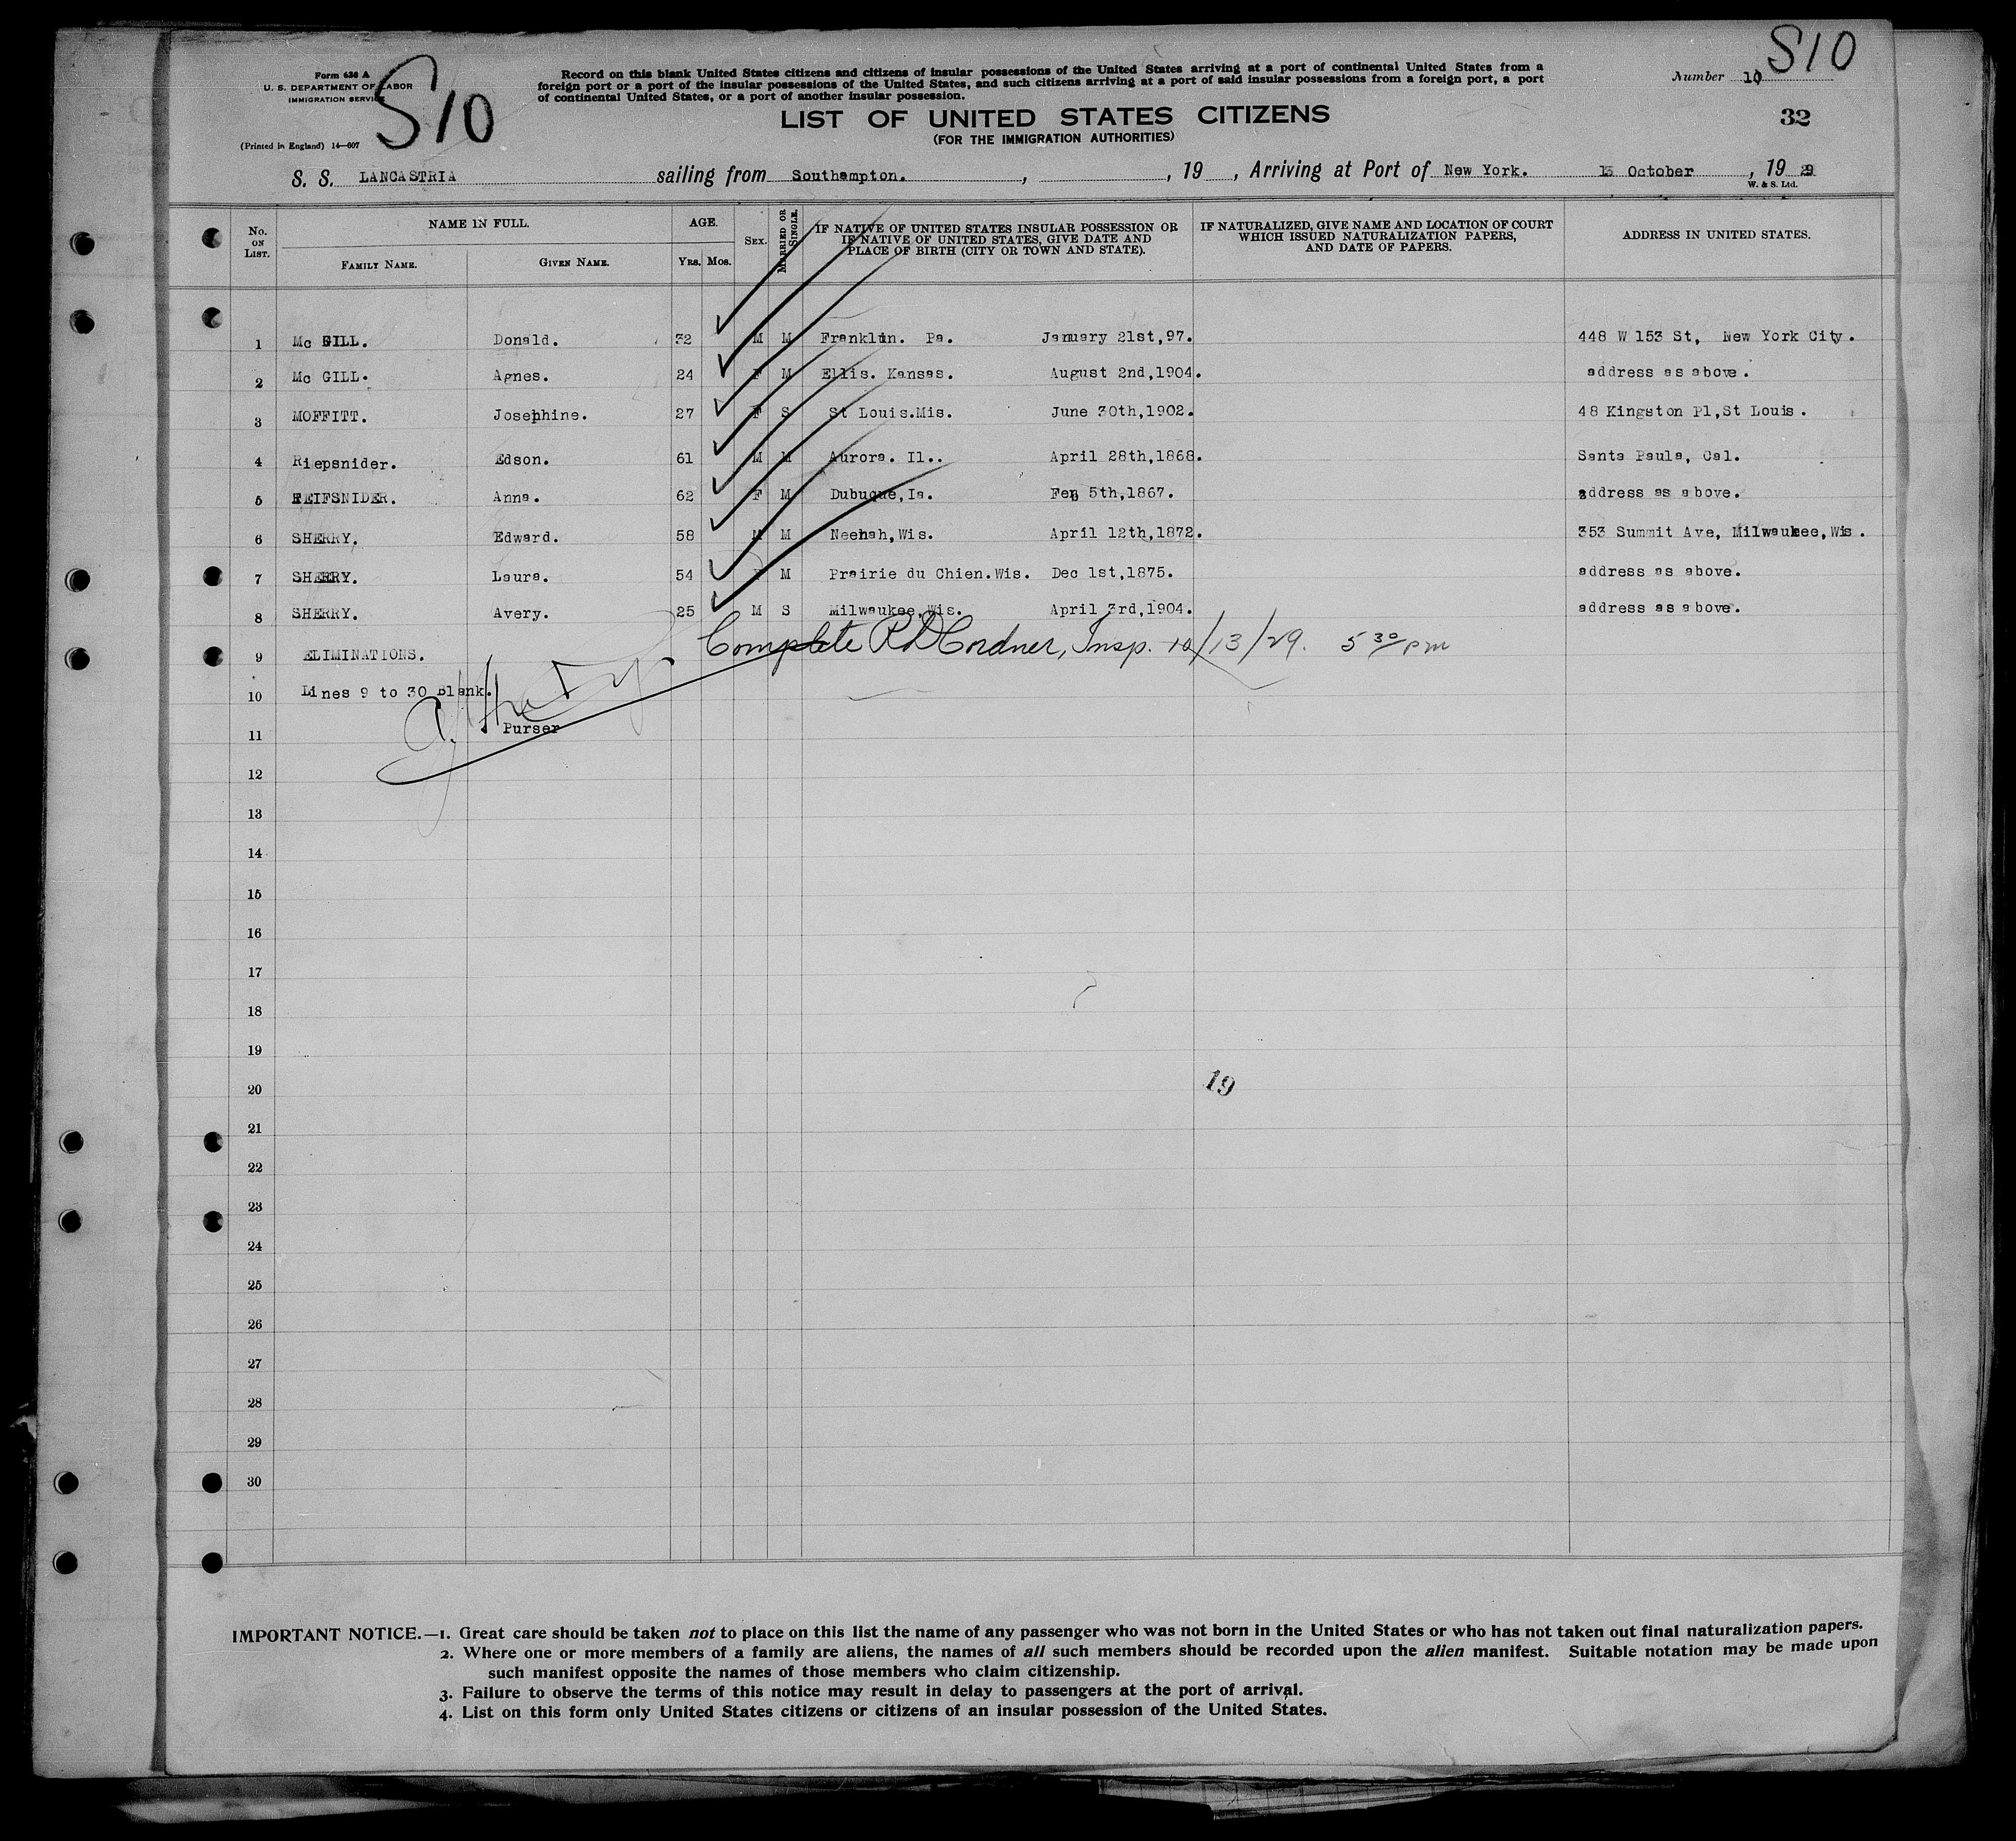 Form 630 A
U. S. DEPARTMENT OF LABOR
IMMIGRATION SERVICE
(Printed in England) 14—607
S10
Record on this blank United States citizens and citizens of insular possessions of the United States arriving at a port of continental United States from a
foreign port or a port of the insular possessions of the United States, and such citizens arriving at a port of said insular possessions from a foreign port, a port
of continental United States, or a port of another insular possession.
Number 10
S10
LIST OF UNITED STATES CITIZENS
(FOR THE IMMIGRATION AUTHORITIES)
32
S. S. LANCASTRIA sailing from Southampton. , , 19 , Arriving at Port of New York. 13 October , 19 29
W. & S. Ltd.
No. ON LIST. NAME IN FULL. AGE. SEX. MARRIED OR SINGLE. IF NATIVE OF UNITED STATES INSULAR POSSESSION OR IF NATIVE OF UNITED STATES, GIVE DATE AND PLACE OF BIRTH (CITY OR TOWN AND STATE). IF NATURALIZED, GIVE NAME AND LOCATION OF COURT WHICH ISSUED NATURALIZATION PAPERS, AND DATE OF PAPERS. ADDRESS IN UNITED STATES.
FAMILY NAME. GIVEN NAME. YRS. MOS.
1 Mc GILL. Donald. 32 M M Franklin. Pa. January 21st,97. 448 W 153 St, New York City.
2 Mc GILL. Agnes. 24 F M Ellis. Kansas. August 2nd,1904. address as above.
3 MOFFITT. Josephine. 27 F S St Louis.Mis. June 30th,1902. 48 Kingston Pl,St Louis.
4 Riepsnider. Edson. 61 M M Aurora. Il.. April 28th,1868. Santa Paula, Cal.
5 REIFSNIDER. Anna. 62 F M Dubuque,Ia. Feb 5th,1867. address as above.
6 SHERRY. Edward. 58 M M Neenah,Wis. April 12th,1872. 353 Summit Ave, Milwaukee,Wis.
7 SHERRY. Laura. 54 F M Prairie du Chien.Wis. Dec 1st,1875. address as above.
8 SHERRY. Avery. 25 M S Milwaukee,Wis. April 3rd,1904. address as above.
Complete R D Cordner, Insp. 10/13/29. 5 30 pm
9 ELIMINATIONS.
10 Lines 9 to 30 Blank.
11 Purser
12
13
14
15
16
17
18
19
20
19
21
22
23
24
25
26
27
28
29
30
IMPORTANT NOTICE.—1. Great care should be taken not to place on this list the name of any passenger who was not born in the United States or who has not taken out final naturalization papers.
2. Where one or more members of a family are aliens, the names of all such members should be recorded upon the alien manifest. Suitable notation may be made upon
such manifest opposite the names of those members who claim citizenship.
3. Failure to observe the terms of this notice may result in delay to passengers at the port of arrival.
4. List on this form only United States citizens or citizens of an insular possession of the United States.